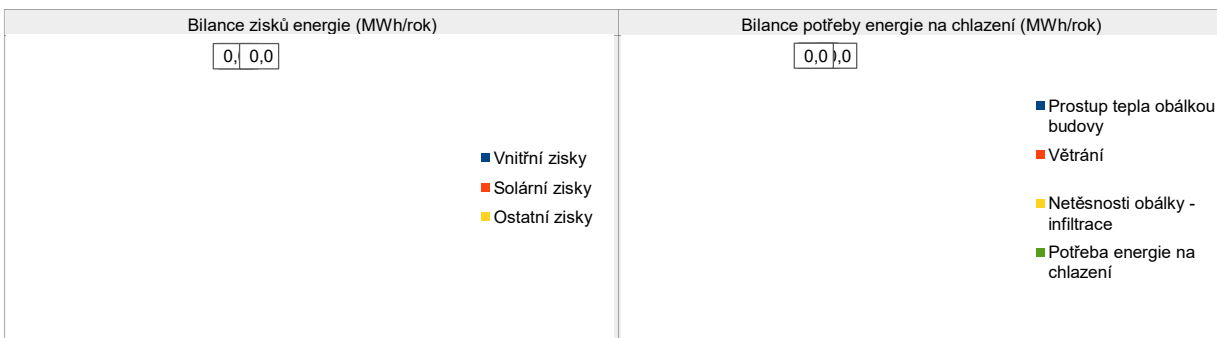 Bilance zisků energie (MWh/rok)
0,0
Vnitřní zisky
Solární zisky
Ostatní zisky
Bilance potřeby energie na chlazení (MWh/rok)
0,0
Prostup tepla obálkou
budovy
Větrání
Netěsnosti obálky -
infiltrace
Potřeba energie na
chlazení